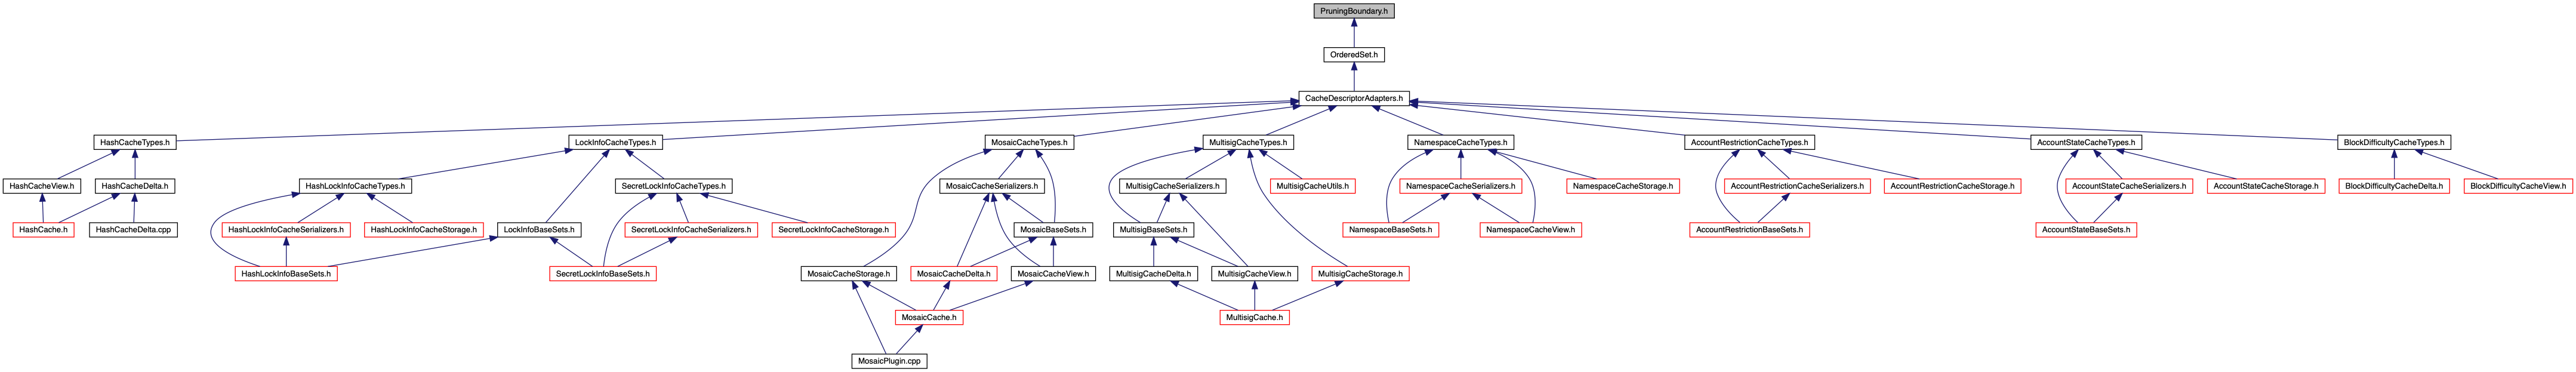 PruningBoundary.h
OrderedSet.h
CacheDescriptorAdapters.h
HashCacheTypes.h
LockInfoCacheTypes.h
MosaicCacheTypes.h
MultisigCacheTypes.h
NamespaceCacheTypes.h
AccountRestrictionCacheTypes.h
AccountStateCacheTypes.h
BlockDifficultyCacheTypes.h
HashCacheView.h
HashCacheDelta.h
HashLockInfoCacheTypes.h
SecretLockInfoCacheTypes.h
MosaicCacheSerializers.h
MultisigCacheSerializers.h
MultisigCacheUtils.h
NamespaceCacheSerializers.h
NamespaceCacheStorage.h
AccountRestrictionCacheSerializers.h
AccountRestrictionCacheStorage.h
AccountStateCacheSerializers.h
AccountStateCacheStorage.h
BlockDifficultyCacheDelta.h
BlockDifficultyCacheView.h
HashCache.h
HashCacheDelta.cpp
HashLockInfoCacheSerializers.h
HashLockInfoCacheStorage.h
LockInfoBaseSets.h
SecretLockInfoCacheSerializers.h
SecretLockInfoCacheStorage.h
MosaicBaseSets.h
MultisigBaseSets.h
NamespaceBaseSets.h
NamespaceCacheView.h
AccountRestrictionBaseSets.h
AccountStateBaseSets.h
HashLockInfoBaseSets.h
SecretLockInfoBaseSets.h
MosaicCacheStorage.h
MosaicCacheDelta.h
MosaicCacheView.h
MultisigCacheDelta.h
MultisigCacheView.h
MultisigCacheStorage.h
MosaicCache.h
MultisigCache.h
MosaicPlugin.cpp